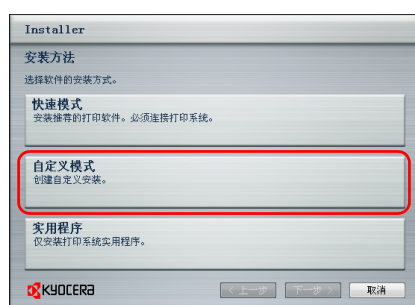 Installer
安装方法
选择软件的安装方式。
快速模式
安装推荐的打印软件。必须连接打印系统。
自定义模式
创建自定义安装。
实用程序
仅安装打印系统实用程序。
KYOCERA
< 上一步
下一步 >
取消